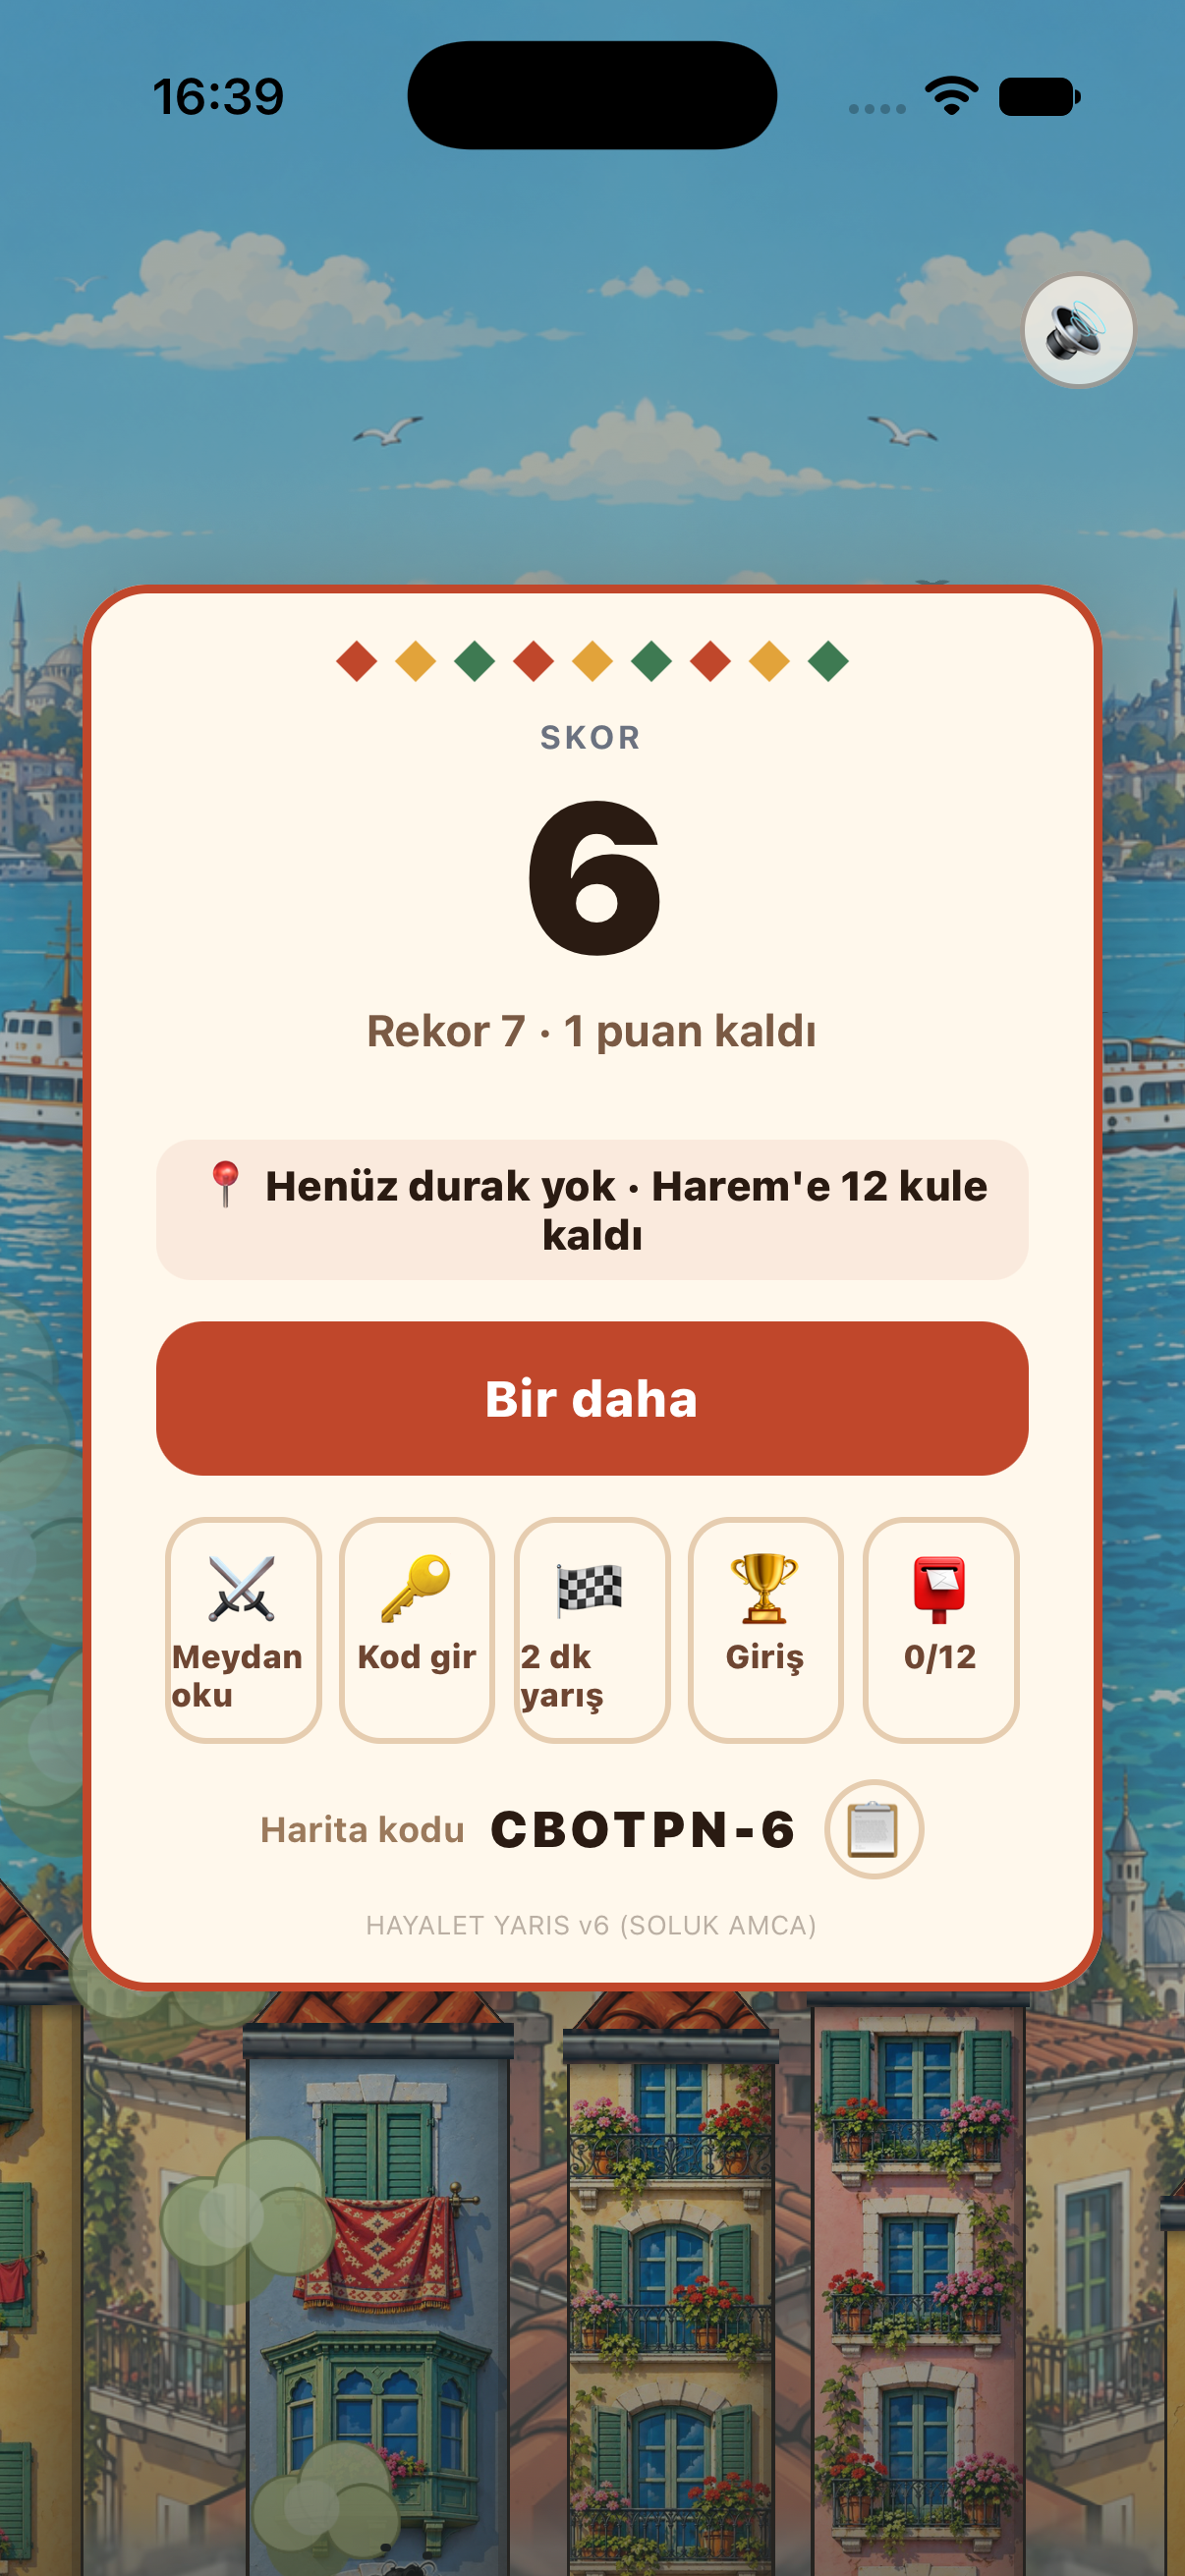 16:39
SKOR
6
Rekor 7 · 1 puan kaldı
Henüz durak yok · Harem'e 12 kule
kaldı
Bir daha
Meydan
oku
Kod gir
2 dk
yarış
Giriş
0/12
Harita kodu CBOTPN-6
HAYALET YARIS v6 (SOLUK AMCA)